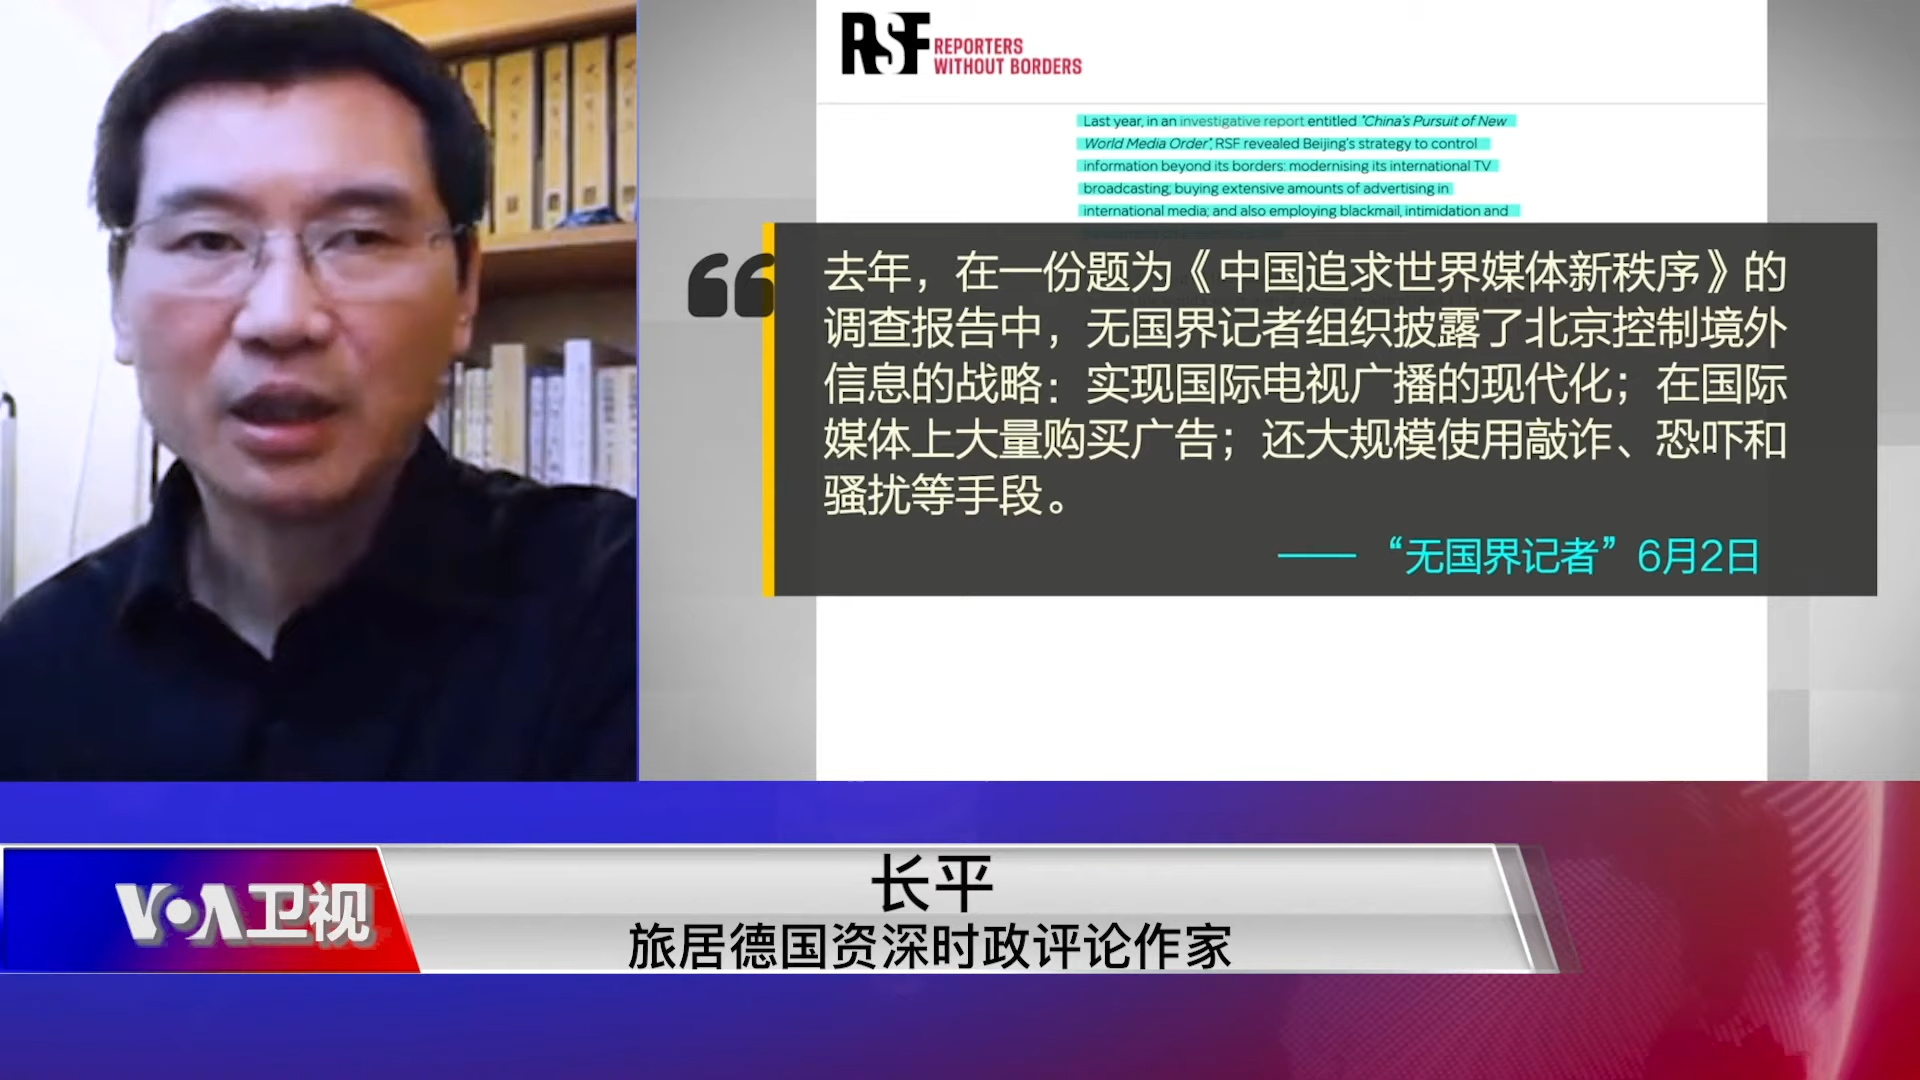 RSF REPORTERS
WITHOUT BORDERS
Last year, in an investigative report entitled "China's Pursuit of New
World Media Order", RSF revealed Beijing's strategy to control
information beyond its borders: modernising its international TV
broadcasting; buying extensive amounts of advertising in
international media; and also employing blackmail, intimidation and
去年，在一份题为《中国追求世界媒体新秩序》的
调查报告中，无国界记者组织披露了北京控制境外
信息的战略：实现国际电视广播的现代化；在国际
媒体上大量购买广告；还大规模使用敲诈、恐吓和
骚扰等手段。
—— “无国界记者” 6月2日
VOA卫视
长平
旅居德国资深时政评论作家